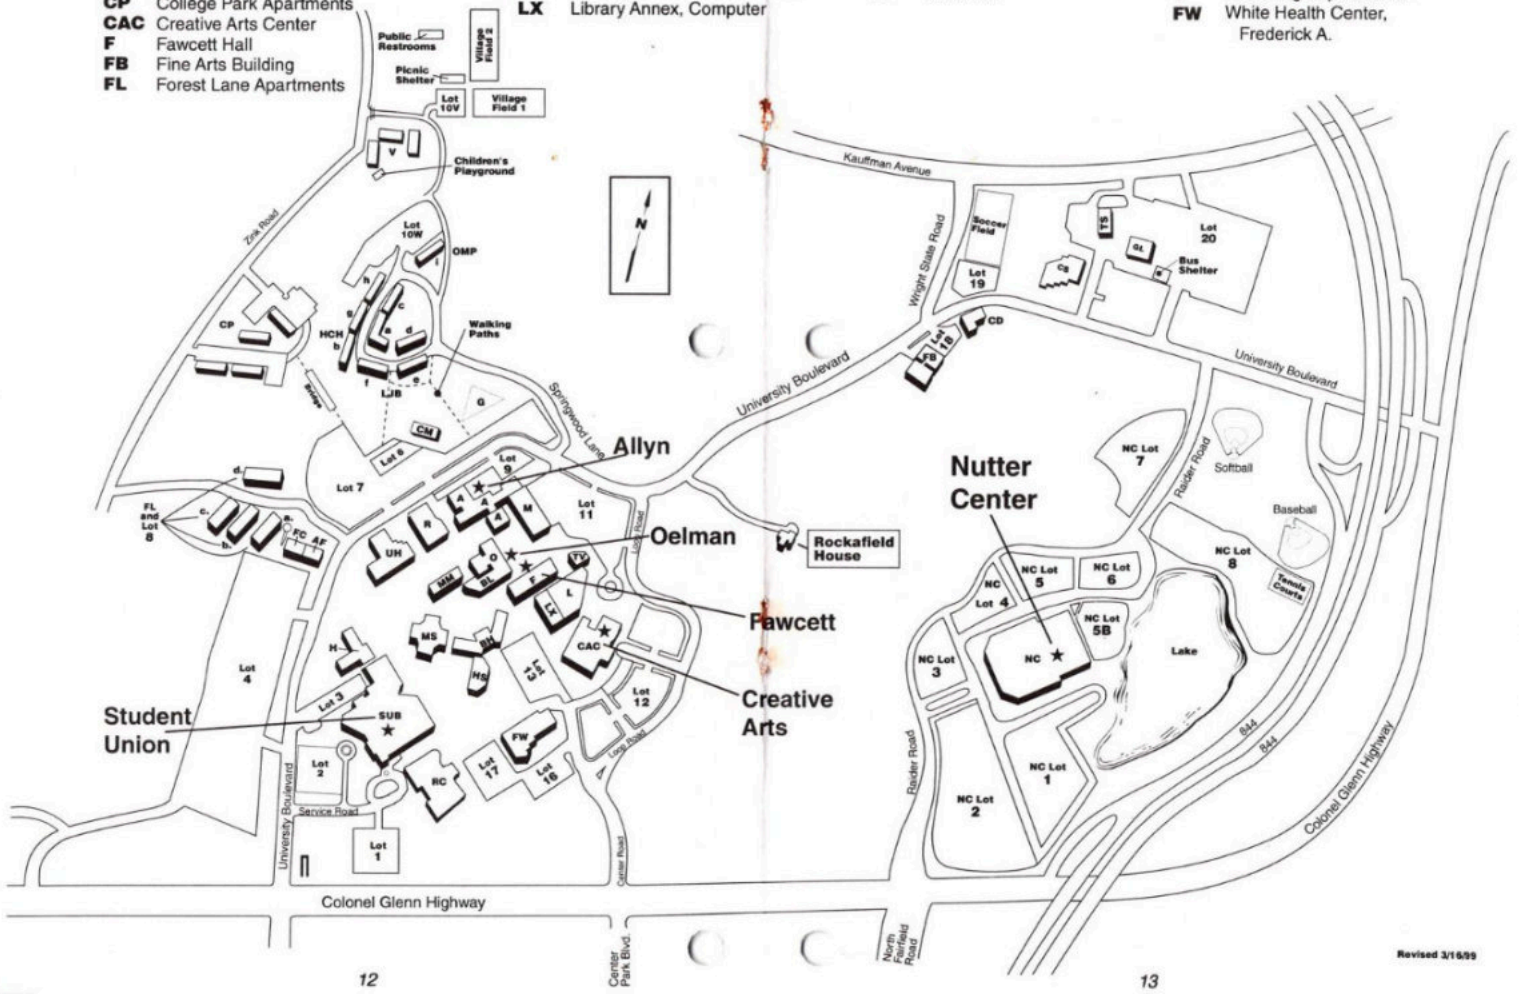 CP College Park Apartments
CAC Creative Arts Center
F Fawcett Hall
FB Fine Arts Building
FL Forest Lane Apartments
LX Library Annex, Computer
FW White Health Center,
Frederick A.
Public
Restrooms
Village
Field 2
Picnic
Shelter
Lot
10V
Village
Field 1
V
Children's
Playground
Zink Road
Lot
10W
OMP
i
h
g
c
a
d
HCH
b
f
e
CP
Walking
Paths
LJB
Bridge
G
CM
Lot 6
Springwood Lane
N
Kauffman Avenue
Wright State Road
Soccer
Field
Lot
19
TS
GL
CS
Lot
20
Bus
Shelter
CD
Lot
18
FB
University Boulevard
University Boulevard
Allyn
Lot
9
Lot 7
d.
FL
and
Lot
8
c.
b.
a.
FC
AF
A
A
A
M
R
UH
Lot
11
Loop Road
Oelman
O
BL
MM
F
TV
L
LX
Rockafield
House
Fawcett
MS
BH
HS
CAC
Lot
13
Lot
12
Creative
Arts
H
Lot
4
Lot 3
SUB
Student
Union
Lot
2
RC
FW
Lot
17
Lot
16
Loop Road
Service Road
University Boulevard
Lot
1
Center Road
Nutter
Center
NC Lot
7
Raider Road
Softball
Baseball
NC Lot
8
Tennis
Courts
NC Lot
5
NC Lot
6
NC
Lot 4
NC Lot
5B
NC
NC Lot
3
Lake
NC Lot
1
NC Lot
2
Raider Road
844
844
Colonel Glenn Highway
Colonel Glenn Highway
Center
Park Blvd.
North
Fairfield
Road
Revised 3/16/99
12
13